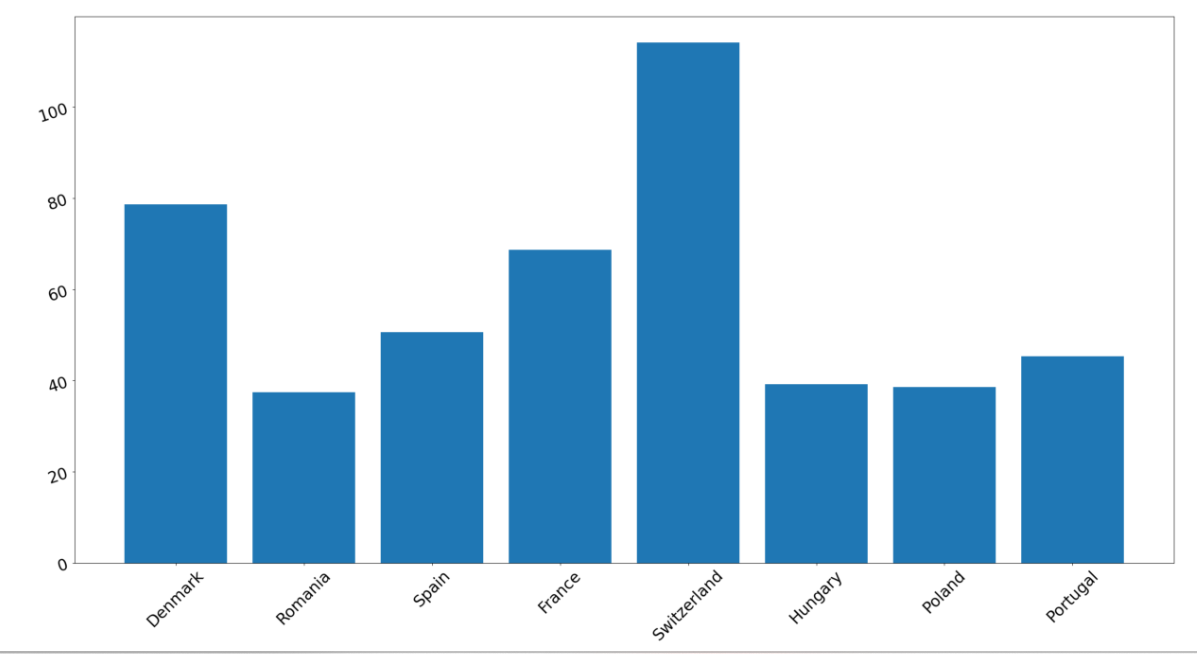 100
80
60
40
20
0
Denmark
Romania
Spain
France
Switzerland
Hungary
Poland
Portugal